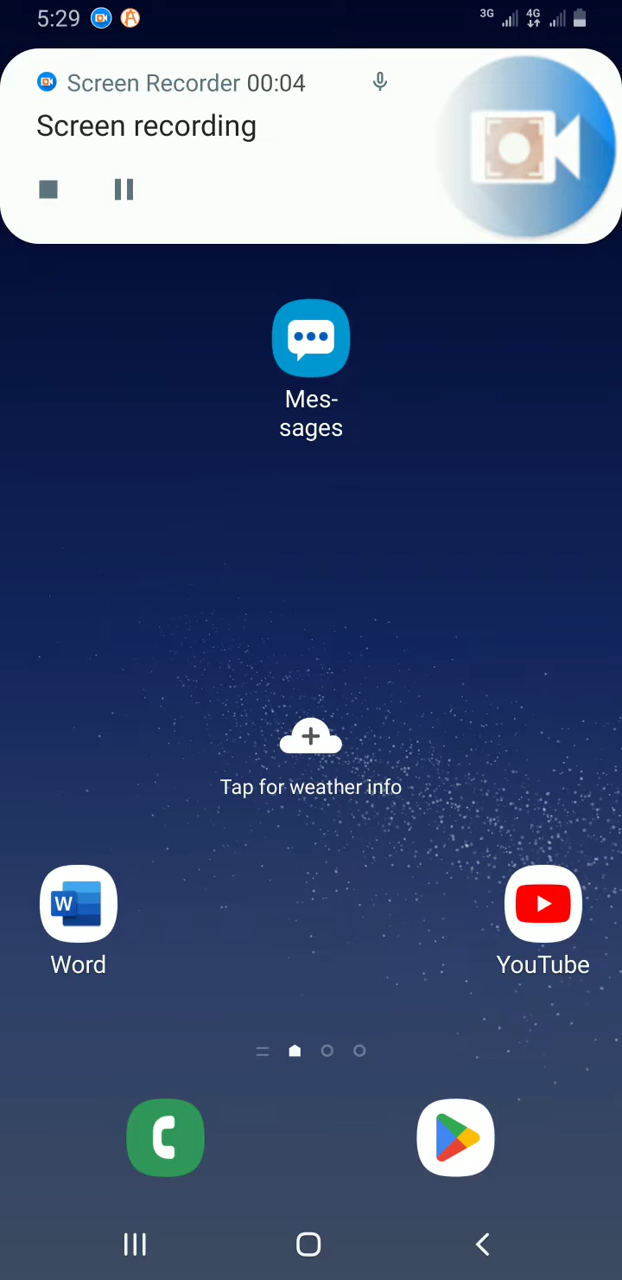 5:29
3G 4G
Screen Recorder 00:04
Screen recording
Mes-
sages
Tap for weather info
W
Word
YouTube